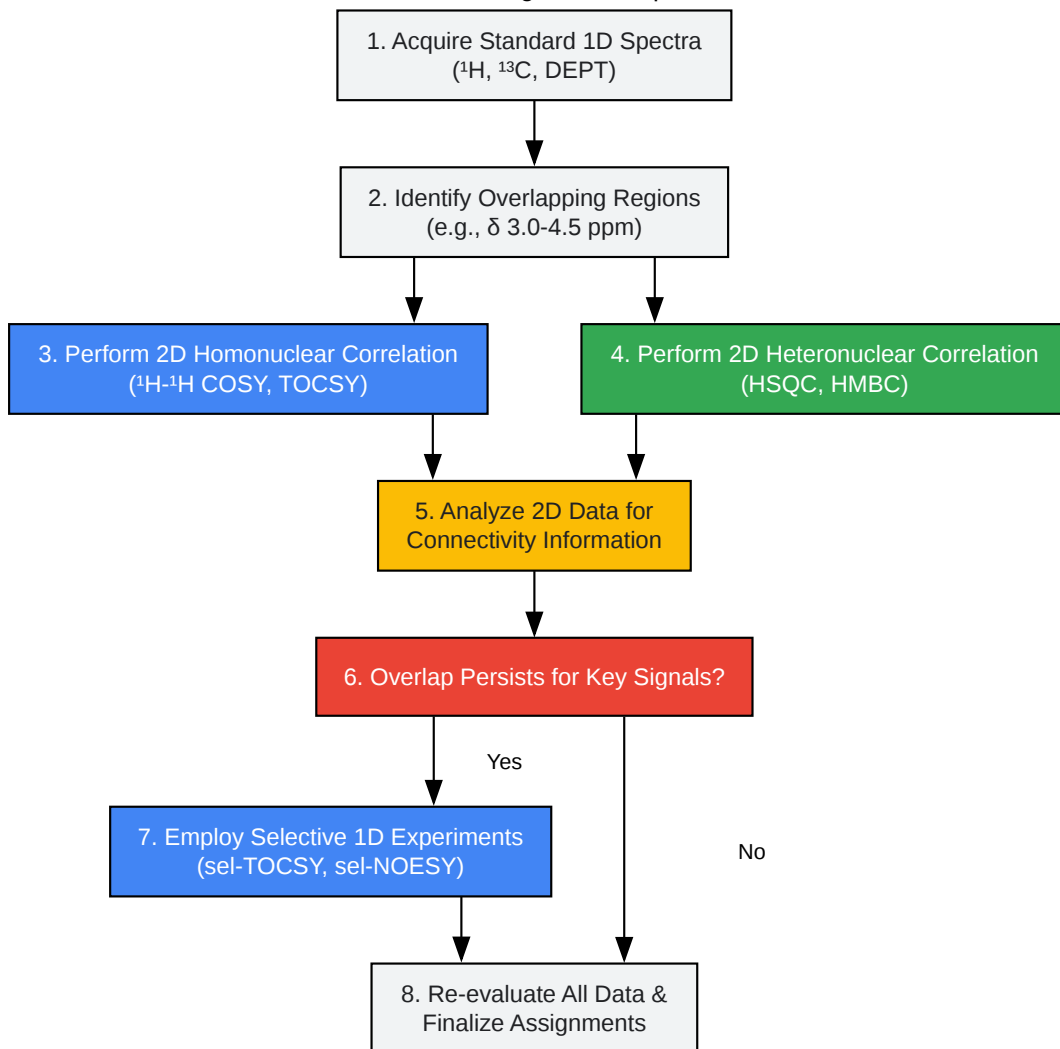 1. Acquire Standard 1D Spectra
(¹H, ¹³C, DEPT)
2. Identify Overlapping Regions
(e.g., δ 3.0-4.5 ppm)
3. Perform 2D Homonuclear Correlation
(¹H-¹H COSY, TOCSY)
4. Perform 2D Heteronuclear Correlation
(HSQC, HMBC)
5. Analyze 2D Data for
Connectivity Information
6. Overlap Persists for Key Signals?
Yes
7. Employ Selective 1D Experiments
(sel-TOCSY, sel-NOESY)
No
8. Re-evaluate All Data &
Finalize Assignments